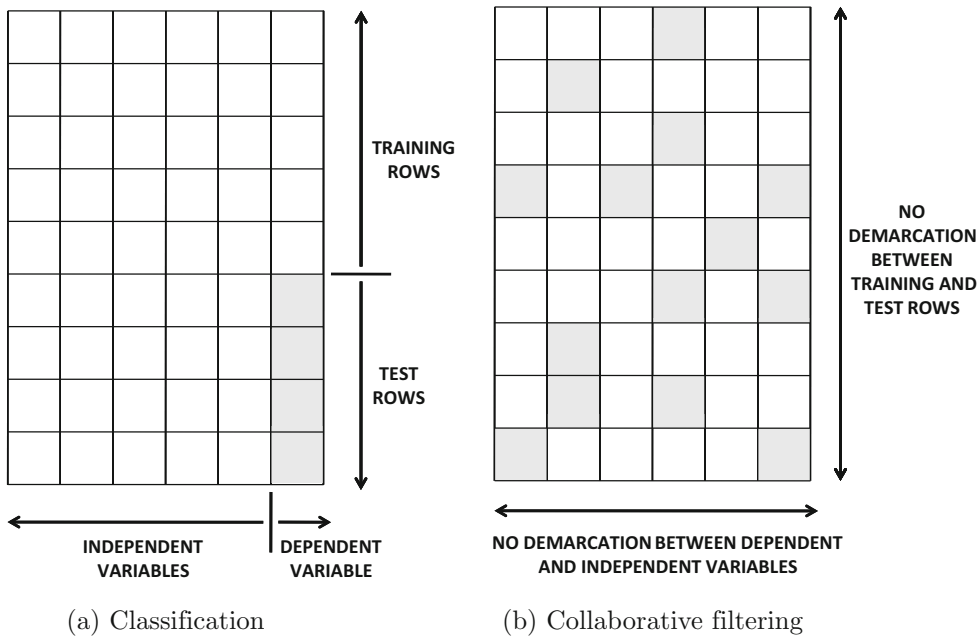 TRAINING
ROWS
TEST
ROWS
INDEPENDENT
VARIABLES
DEPENDENT
VARIABLE
(a) Classification
NO
DEMARCATION
BETWEEN
TRAINING AND
TEST ROWS
NO DEMARCATION BETWEEN DEPENDENT
AND INDEPENDENT VARIABLES
(b) Collaborative filtering